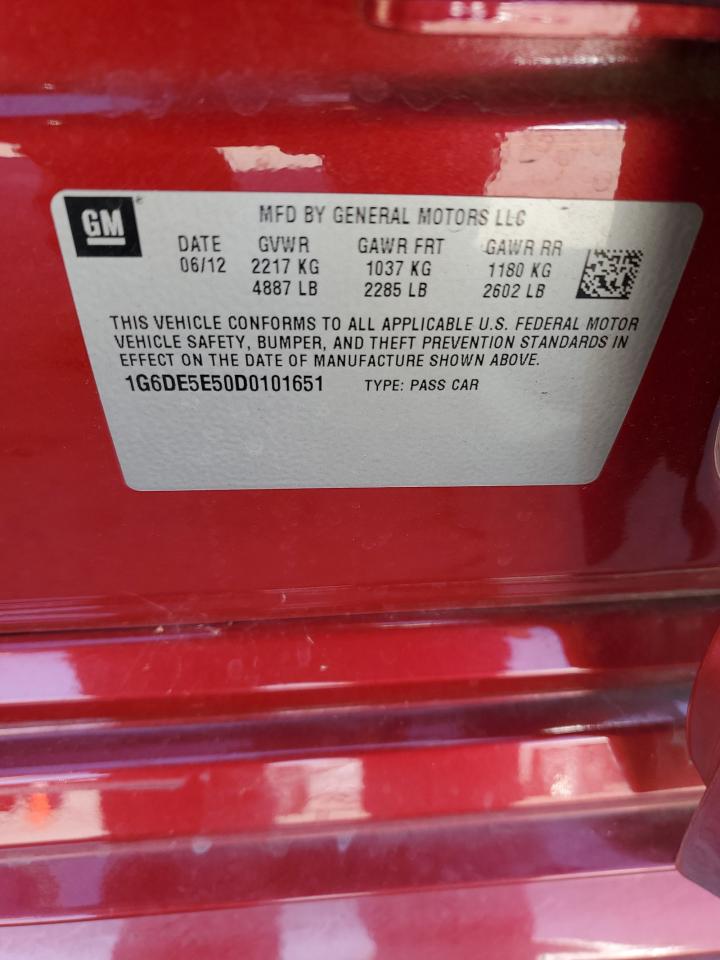 GM®
MFD BY GENERAL MOTORS LLC
DATE GVWR GAWR FRT GAWR RR
06/12 2217 KG 1037 KG 1180 KG
4887 LB 2285 LB 2602 LB
THIS VEHICLE CONFORMS TO ALL APPLICABLE U.S. FEDERAL MOTOR
VEHICLE SAFETY, BUMPER, AND THEFT PREVENTION STANDARDS IN
EFFECT ON THE DATE OF MANUFACTURE SHOWN ABOVE.
1G6DE5E50D0101651 TYPE: PASS CAR